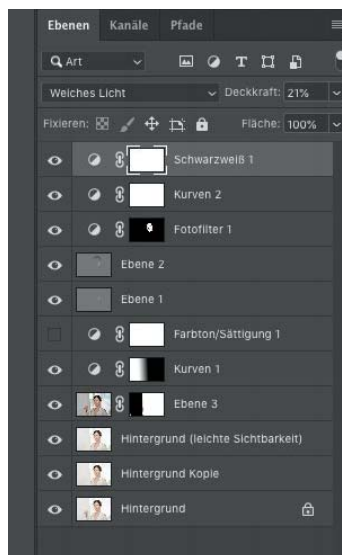 Ebenen Kanäle Pfade
Art
Weiches Licht Deckkraft: 21%
Fixieren: Fläche: 100%
Schwarzweiß 1
Kurven 2
Fotofilter 1
Ebene 2
Ebene 1
Farbton/Sättigung 1
Kurven 1
Ebene 3
Hintergrund (leichte Sichtbarkeit)
Hintergrund Kopie
Hintergrund